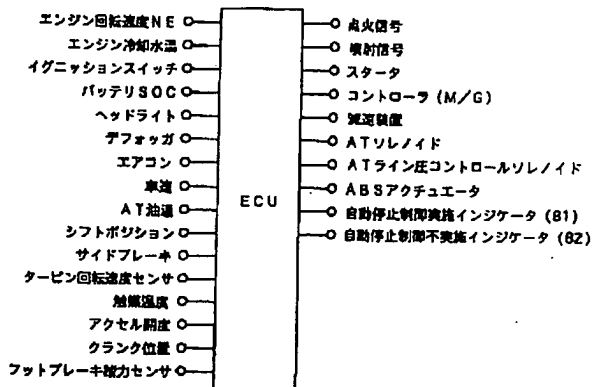 エンジン回転速度NE
エンジン冷却水温
イグニッションスイッチ
バッテリSOC
ヘッドライト
デフォッガ
エアコン
車速
AT油温
シフトポジション
サイドブレーキ
タービン回転速度センサ
触媒温度
アクセル開度
クランク位置
フットブレーキ踏力センサ
ECU
点火信号
噴射信号
スタータ
コントローラ (M/G)
減速装置
ATソレノイド
ATライン圧コントロールソレノイド
ABSアクチュエータ
自動停止制御実施インジケータ (81)
自動停止制御不実施インジケータ (82)